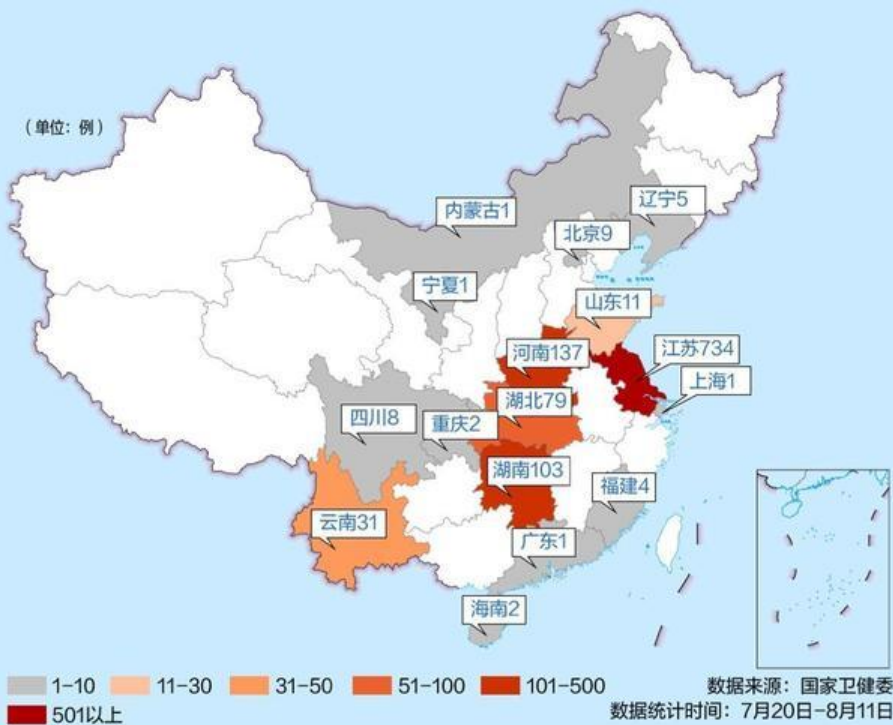 （单位：例）
辽宁5
内蒙古1
北京9
宁夏1
山东11
河南137
江苏734
上海1
湖北79
四川8
重庆2
湖南103
福建4
云南31
广东1
海南2
1-10
11-30
31-50
51-100
101-500
数据来源：国家卫健委
501以上
数据统计时间：7月20日-8月11日